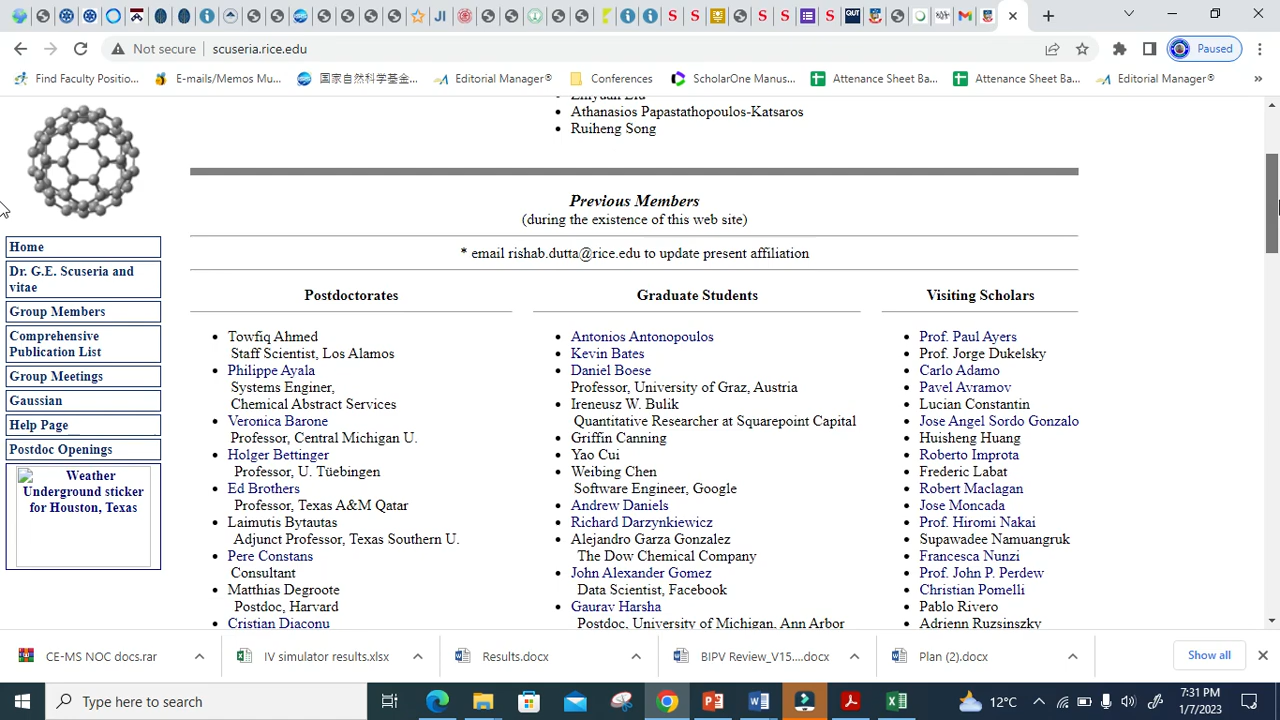 JI
QUT
Not secure
scuseria.rice.edu
Paused
Find Faculty Positio...
E-mails/Memos Mu...
国家自然科学基金...
Editorial Manager®
Conferences
ScholarOne Manus...
Attenance Sheet Ba...
Attenance Sheet Ba...
Editorial Manager®
»
Home
Dr. G.E. Scuseria and
vitae
Group Members
Comprehensive
Publication List
Group Meetings
Gaussian
Help Page
Postdoc Openings
Weather
Underground sticker
for Houston, Texas
Athanasios Papastathopoulos-Katsaros
Ruiheng Song
Previous Members
(during the existence of this web site)
* email rishab.dutta@rice.edu to update present affiliation
Postdoctorates
Towfiq Ahmed
Staff Scientist, Los Alamos
Philippe Ayala
Systems Enginer,
Chemical Abstract Services
Veronica Barone
Professor, Central Michigan U.
Holger Bettinger
Professor, U. Tüebingen
Ed Brothers
Professor, Texas A&M Qatar
Laimutis Bytautas
Adjunct Professor, Texas Southern U.
Pere Constans
Consultant
Matthias Degroote
Postdoc, Harvard
Cristian Diaconu
Graduate Students
Antonios Antonopoulos
Kevin Bates
Daniel Boese
Professor, University of Graz, Austria
Ireneusz W. Bulik
Quantitative Researcher at Squarepoint Capital
Griffin Canning
Yao Cui
Weibing Chen
Software Engineer, Google
Andrew Daniels
Richard Darzynkiewicz
Alejandro Garza Gonzalez
The Dow Chemical Company
John Alexander Gomez
Data Scientist, Facebook
Gaurav Harsha
Postdoc, University of Michigan, Ann Arbor
Visiting Scholars
Prof. Paul Ayers
Prof. Jorge Dukelsky
Carlo Adamo
Pavel Avramov
Lucian Constantin
Jose Angel Sordo Gonzalo
Huisheng Huang
Roberto Improta
Frederic Labat
Robert Maclagan
Jose Moncada
Prof. Hiromi Nakai
Supawadee Namuangruk
Francesca Nunzi
Prof. John P. Perdew
Christian Pomelli
Pablo Rivero
Adrienn Ruzsinszky
CE-MS NOC docs.rar
IV simulator results.xlsx
Results.docx
BIPV Review_V15....docx
Plan (2).docx
Show all
Type here to search
12°C
7:31 PM
1/7/2023